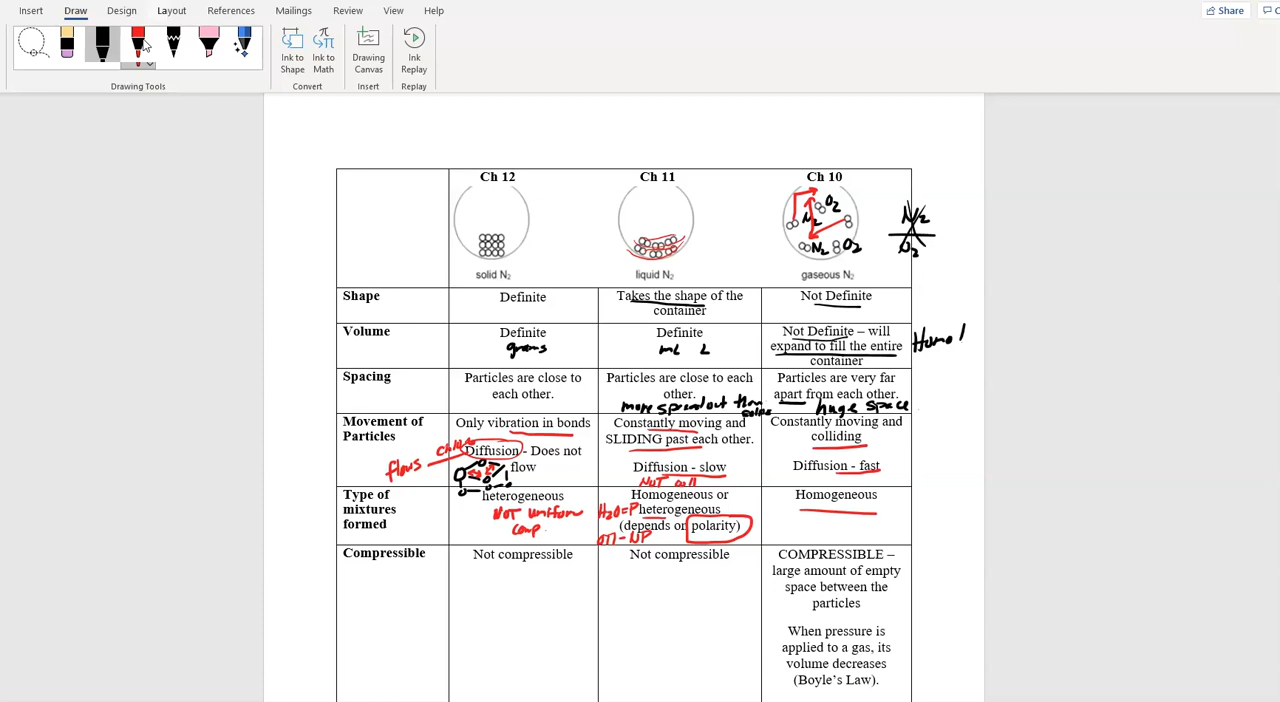 Insert Draw Design Layout References Mailings Review View Help
Share
Ink to Shape
Ink to Math
Drawing Canvas
Ink Replay
Drawing Tools
Convert
Insert
Replay
Ch 12
Ch 11
Ch 10
O2
N2
N2
O2
N2
O2
solid N2
liquid N2
gaseous N2
Shape
Definite
Takes the shape of the
container
Not Definite
Volume
Definite
grams
Definite
mL L
Not Definite – will
expand to fill the entire
container
Homo
Spacing
Particles are close to
each other.
Particles are close to each
other.
more spread out than
Particles are very far
apart from each other.
huge space
Movement of
Particles
Only vibration in bonds
Diffusion - Does not
flow
flows
Constantly moving and
SLIDING past each other.
Diffusion - slow
NOT
Constantly moving and
colliding
Diffusion - fast
Type of
mixtures
formed
heterogeneous
NOT uniform
comp
Homogeneous or
heterogeneous
(depends on polarity)
H2O=P
- NP
Homogeneous
Compressible
Not compressible
Not compressible
COMPRESSIBLE –
large amount of empty
space between the
particles
When pressure is
applied to a gas, its
volume decreases
(Boyle's Law).